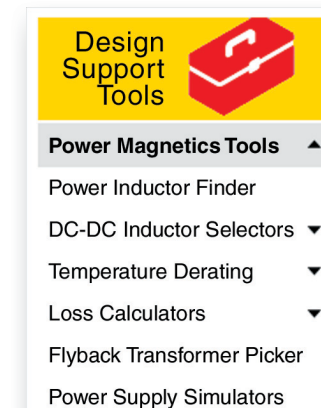 Design
Support
Tools
Power Magnetics Tools
Power Inductor Finder
DC-DC Inductor Selectors
Temperature Derating
Loss Calculators
Flyback Transformer Picker
Power Supply Simulators